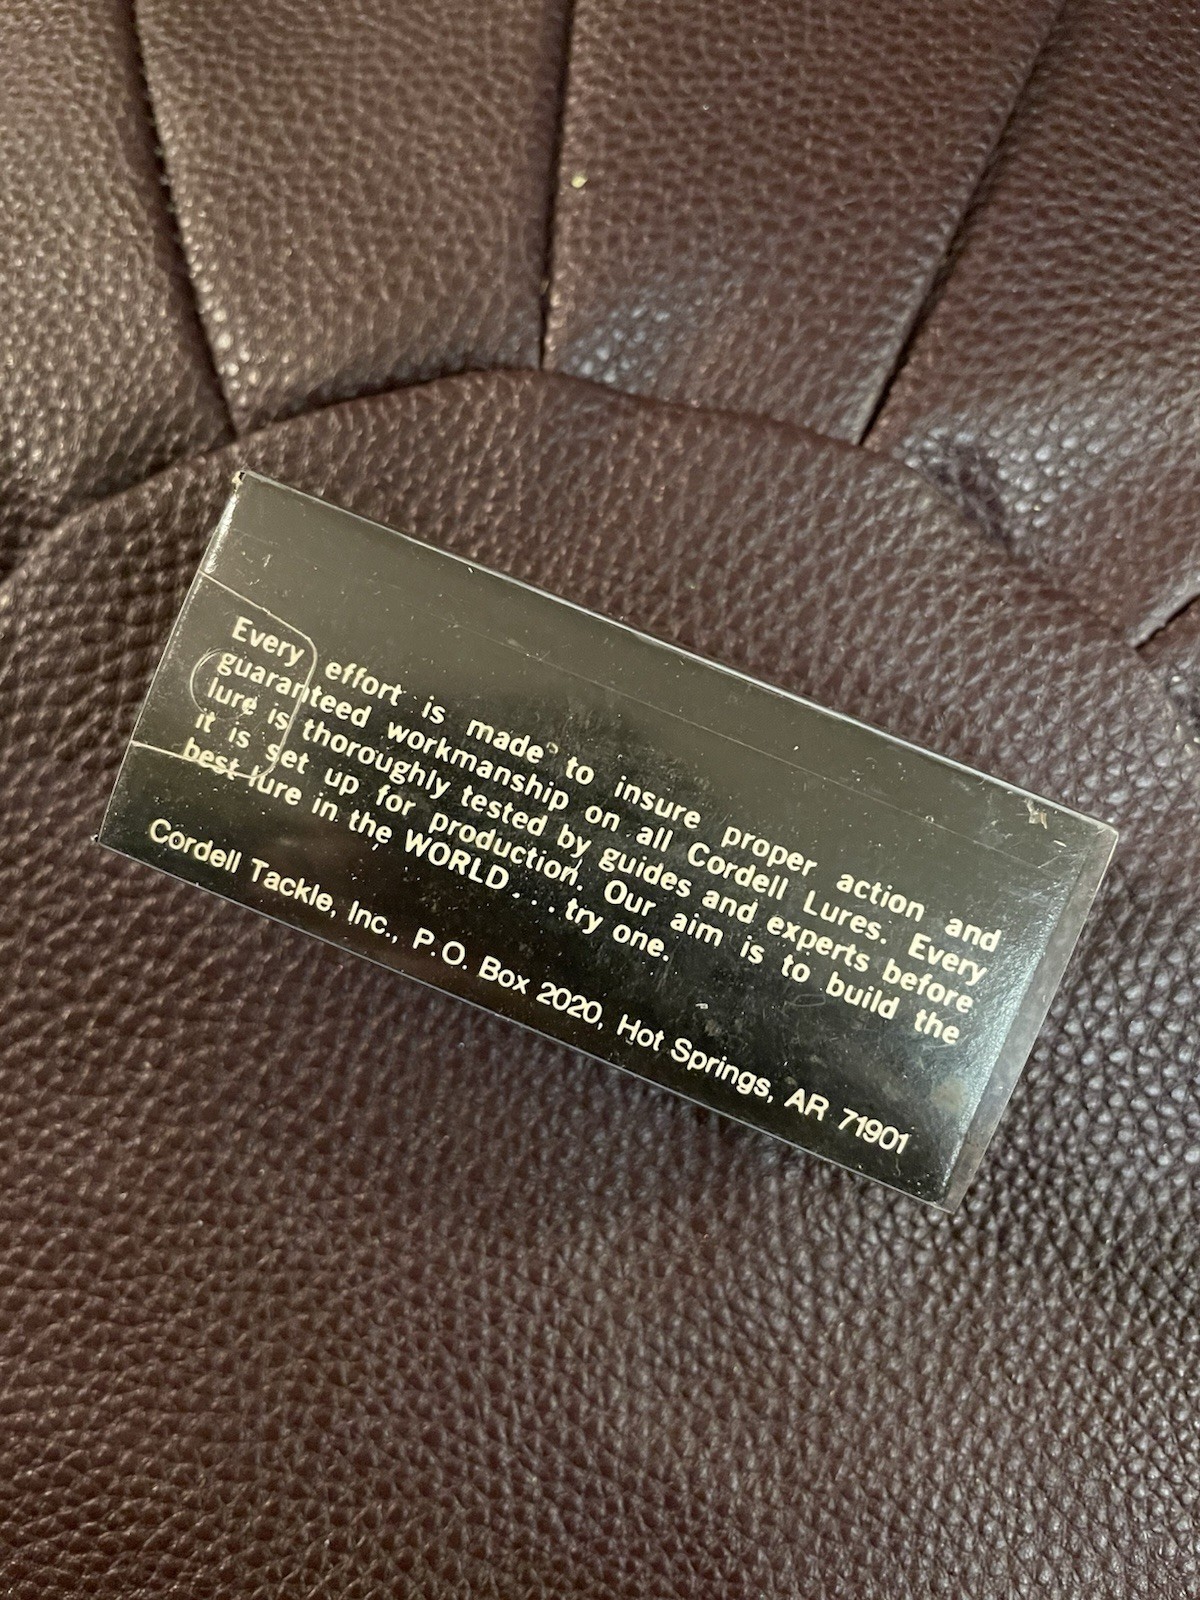 Every effort is made to insure proper action and
guaranteed workmanship on all Cordell Lures. Every
lure is thoroughly tested by guides and experts before
it is set up for production. Our aim is to build the
best lure in the WORLD...try one.
Cordell Tackle, Inc., P.O. Box 2020, Hot Springs, AR 71901